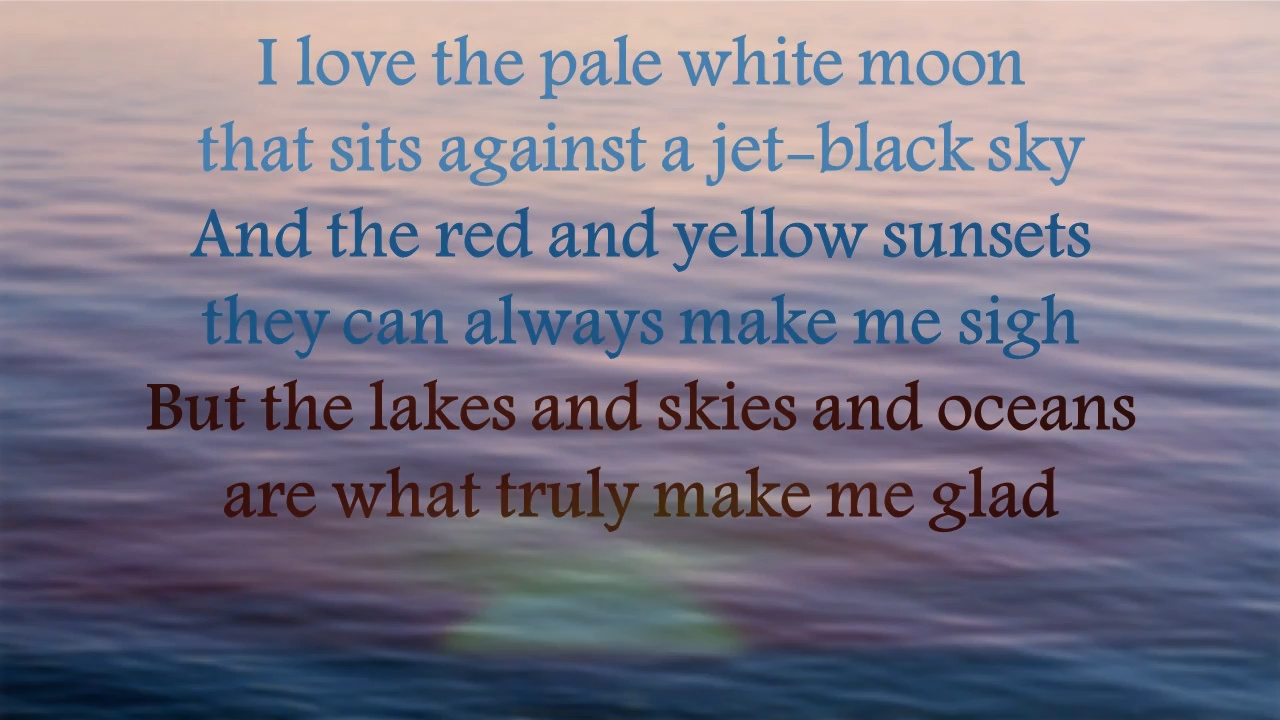 I love the pale white moon
that sits against a jet-black sky
And the red and yellow sunsets
they can always make me sigh
But the lakes and skies and oceans
are what truly make me glad